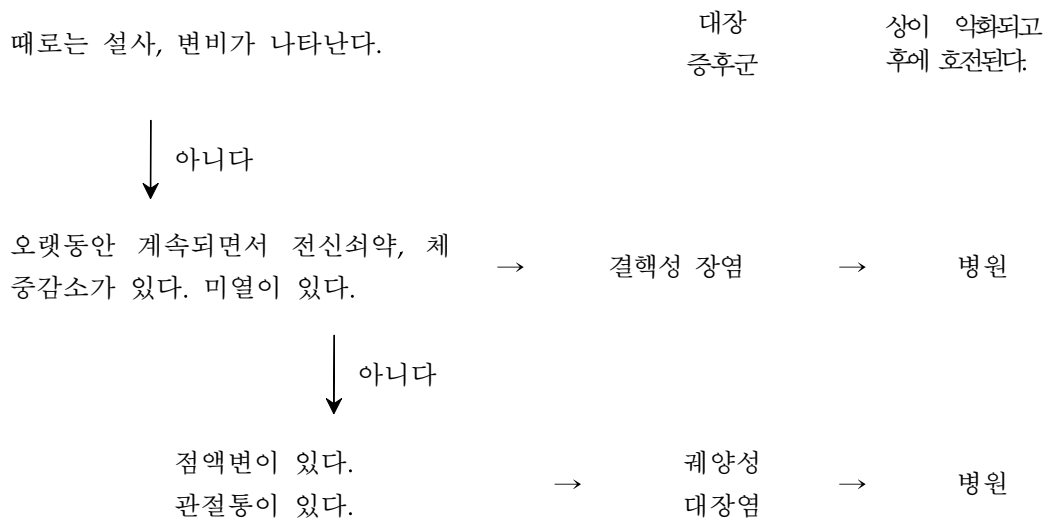 때로는 설사, 변비가 나타난다.
대장
증후군
상이 악화되고
후에 호전된다.
아니다
오랫동안 계속되면서 전신쇠약, 체
중감소가 있다. 미열이 있다.
→ 결핵성 장염 → 병원
아니다
점액변이 있다.
관절통이 있다.
→
궤양성
대장염
→ 병원